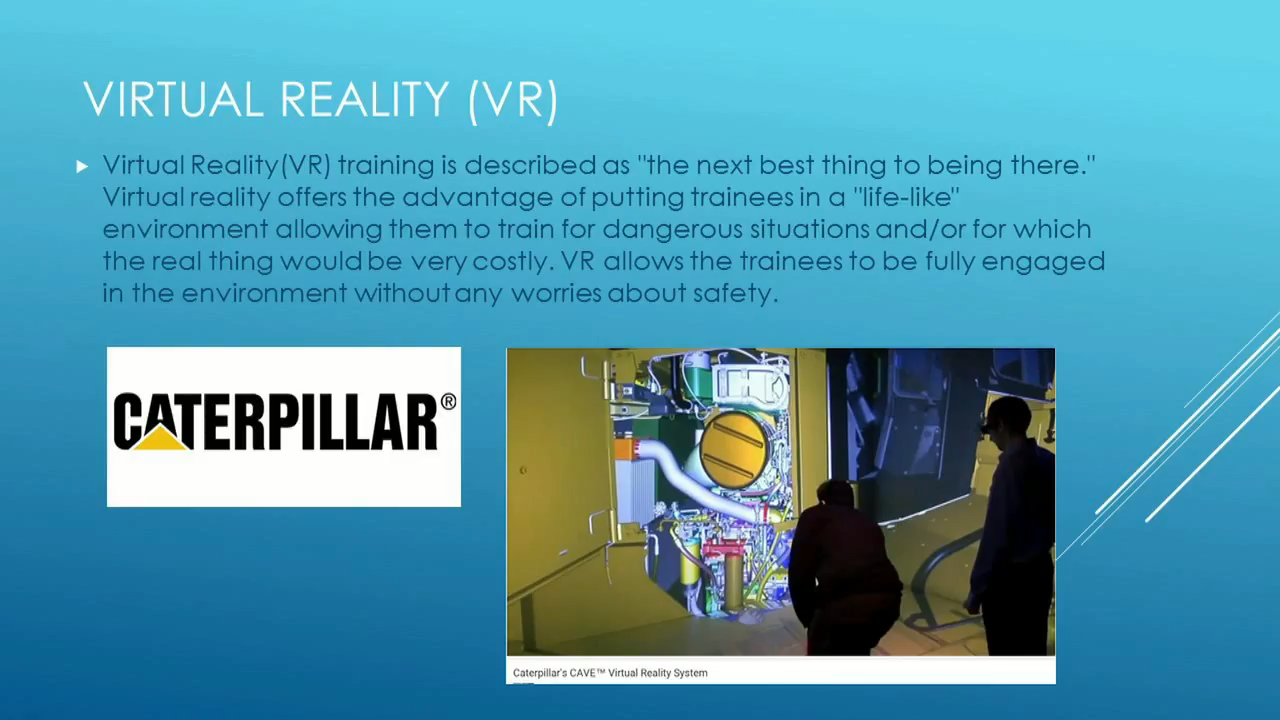 VIRTUAL REALITY (VR)
Virtual Reality(VR) training is described as "the next best thing to being there."
Virtual reality offers the advantage of putting trainees in a "life-like"
environment allowing them to train for dangerous situations and/or for which
the real thing would be very costly. VR allows the trainees to be fully engaged
in the environment without any worries about safety.
CATERPILLAR®
Caterpillar's CAVE™ Virtual Reality System